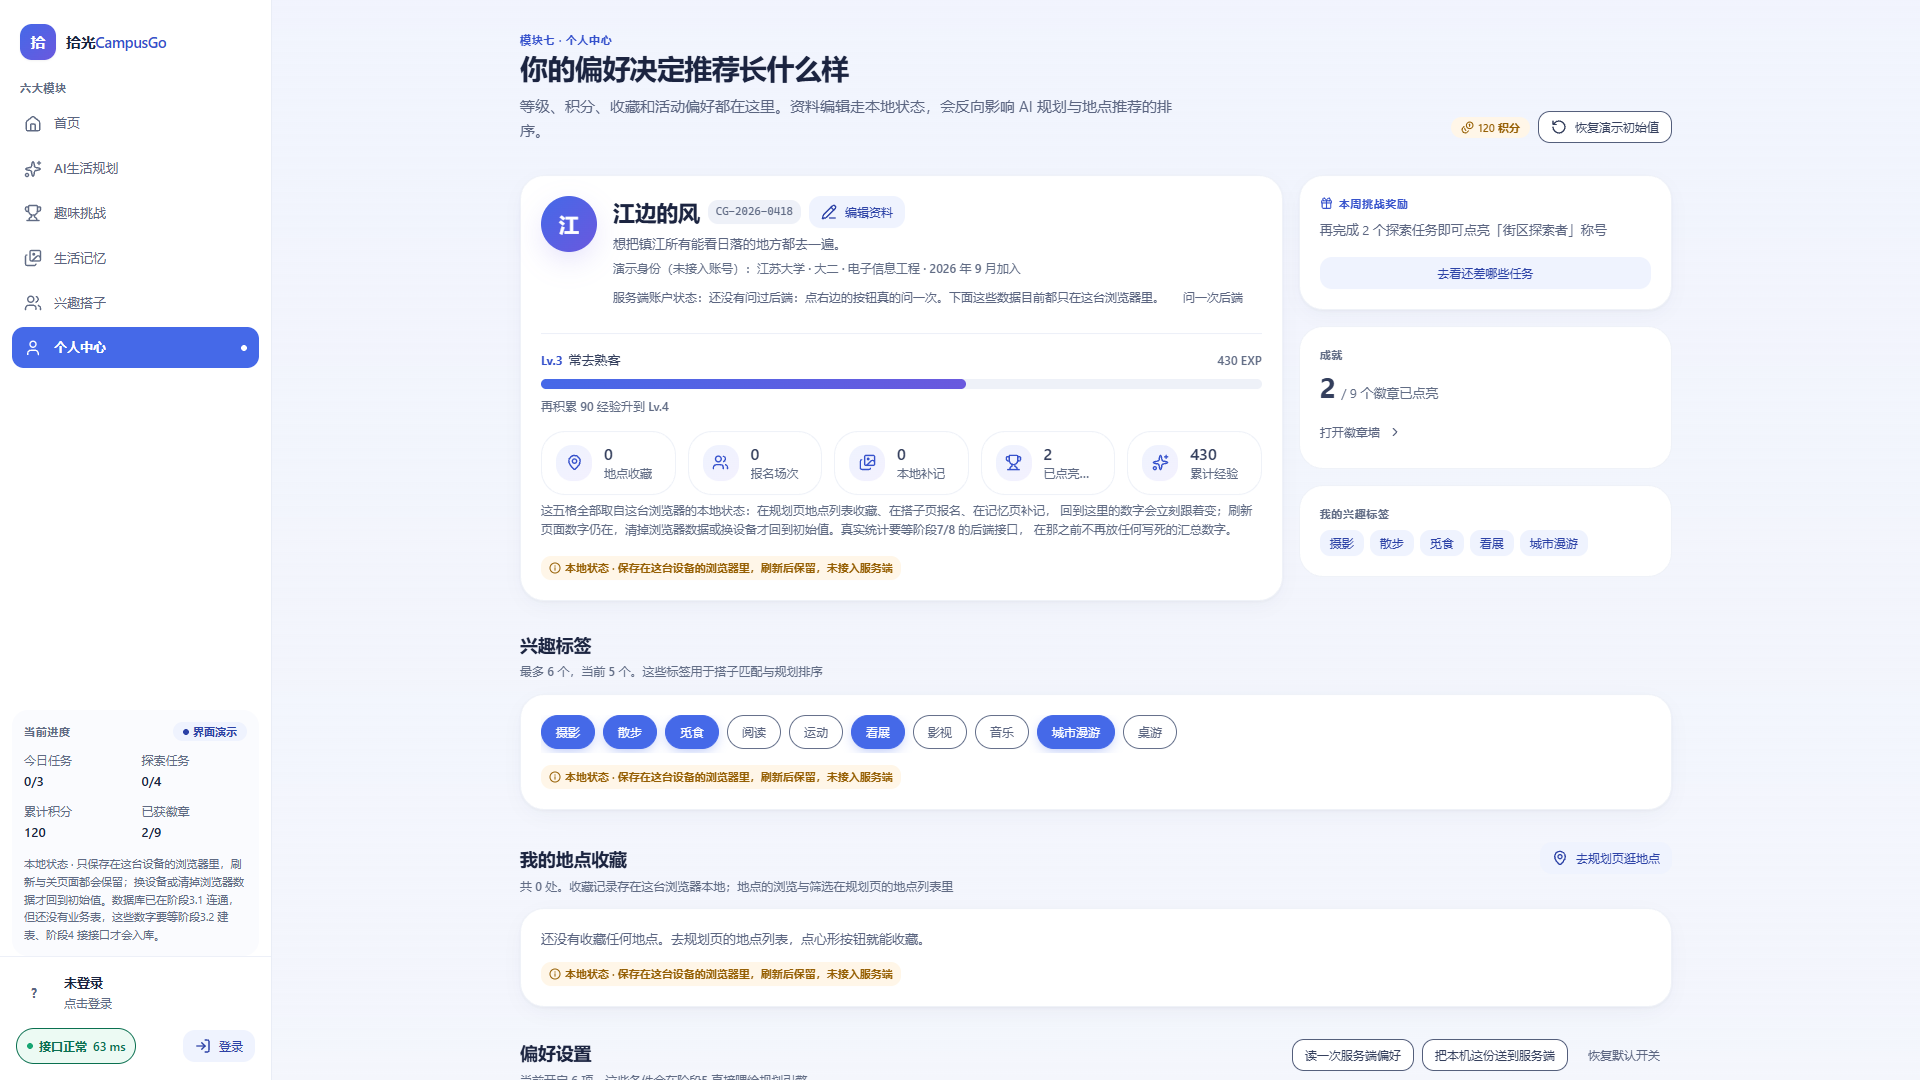 拾 拾光CampusGo
六大模块
首页
AI生活规划
趣味挑战
生活记忆
兴趣搭子
个人中心
当前进度 界面演示
今日任务 探索任务
0/3 0/4
累计积分 已获徽章
120 2/9
本地状态 · 只保存在这台设备的浏览器里，刷
新与关页面都会保留；换设备或清掉浏览器数
据才回到初始值。数据库已在阶段3.1 连通，
但还没有业务表，这些数字要等阶段3.2 建
表、阶段4 接接口才会入库。
? 未登录
点击登录
接口正常 63 ms 登录
模块七 · 个人中心
你的偏好决定推荐长什么样
等级、积分、收藏和活动偏好都在这里。资料编辑走本地状态，会反向影响 AI 规划与地点推荐的排
序。
120 积分 恢复演示初始值
江 江边的风 CG-2026-0418 编辑资料
想把镇江所有能看日落的地方都去一遍。
演示身份（未接入账号）：江苏大学 · 大二 · 电子信息工程 · 2026 年 9 月加入
服务端账户状态：还没有问过后端：点右边的按钮真的问一次。下面这些数据目前都只在这台浏览器里。 问一次后端
Lv.3 常去熟客 430 EXP
再积累 90 经验升到 Lv.4
0 地点收藏
0 报名场次
0 本地补记
2 已点亮...
430 累计经验
这五格全部取自这台浏览器的本地状态：在规划页地点列表收藏、在搭子页报名、在记忆页补记， 回到这里的数字会立刻跟着变；刷新
页面数字仍在，清掉浏览器数据或换设备才回到初始值。真实统计要等阶段7/8 的后端接口， 在那之前不再放任何写死的汇总数字。
本地状态 · 保存在这台设备的浏览器里，刷新后保留，未接入服务端
本周挑战奖励
再完成 2 个探索任务即可点亮「街区探索者」称号
去看还差哪些任务
成就
2 / 9 个徽章已点亮
打开徽章墙
我的兴趣标签
摄影 散步 觅食 看展 城市漫游
兴趣标签
最多 6 个，当前 5 个。这些标签用于搭子匹配与规划排序
摄影 散步 觅食 阅读 运动 看展 影视 音乐 城市漫游 桌游
本地状态 · 保存在这台设备的浏览器里，刷新后保留，未接入服务端
我的地点收藏 去规划页逛地点
共 0 处。收藏记录存在这台浏览器本地；地点的浏览与筛选在规划页的地点列表里
还没有收藏任何地点。去规划页的地点列表，点心形按钮就能收藏。
本地状态 · 保存在这台设备的浏览器里，刷新后保留，未接入服务端
偏好设置 读一次服务端偏好 把本机这份送到服务端 恢复默认开关